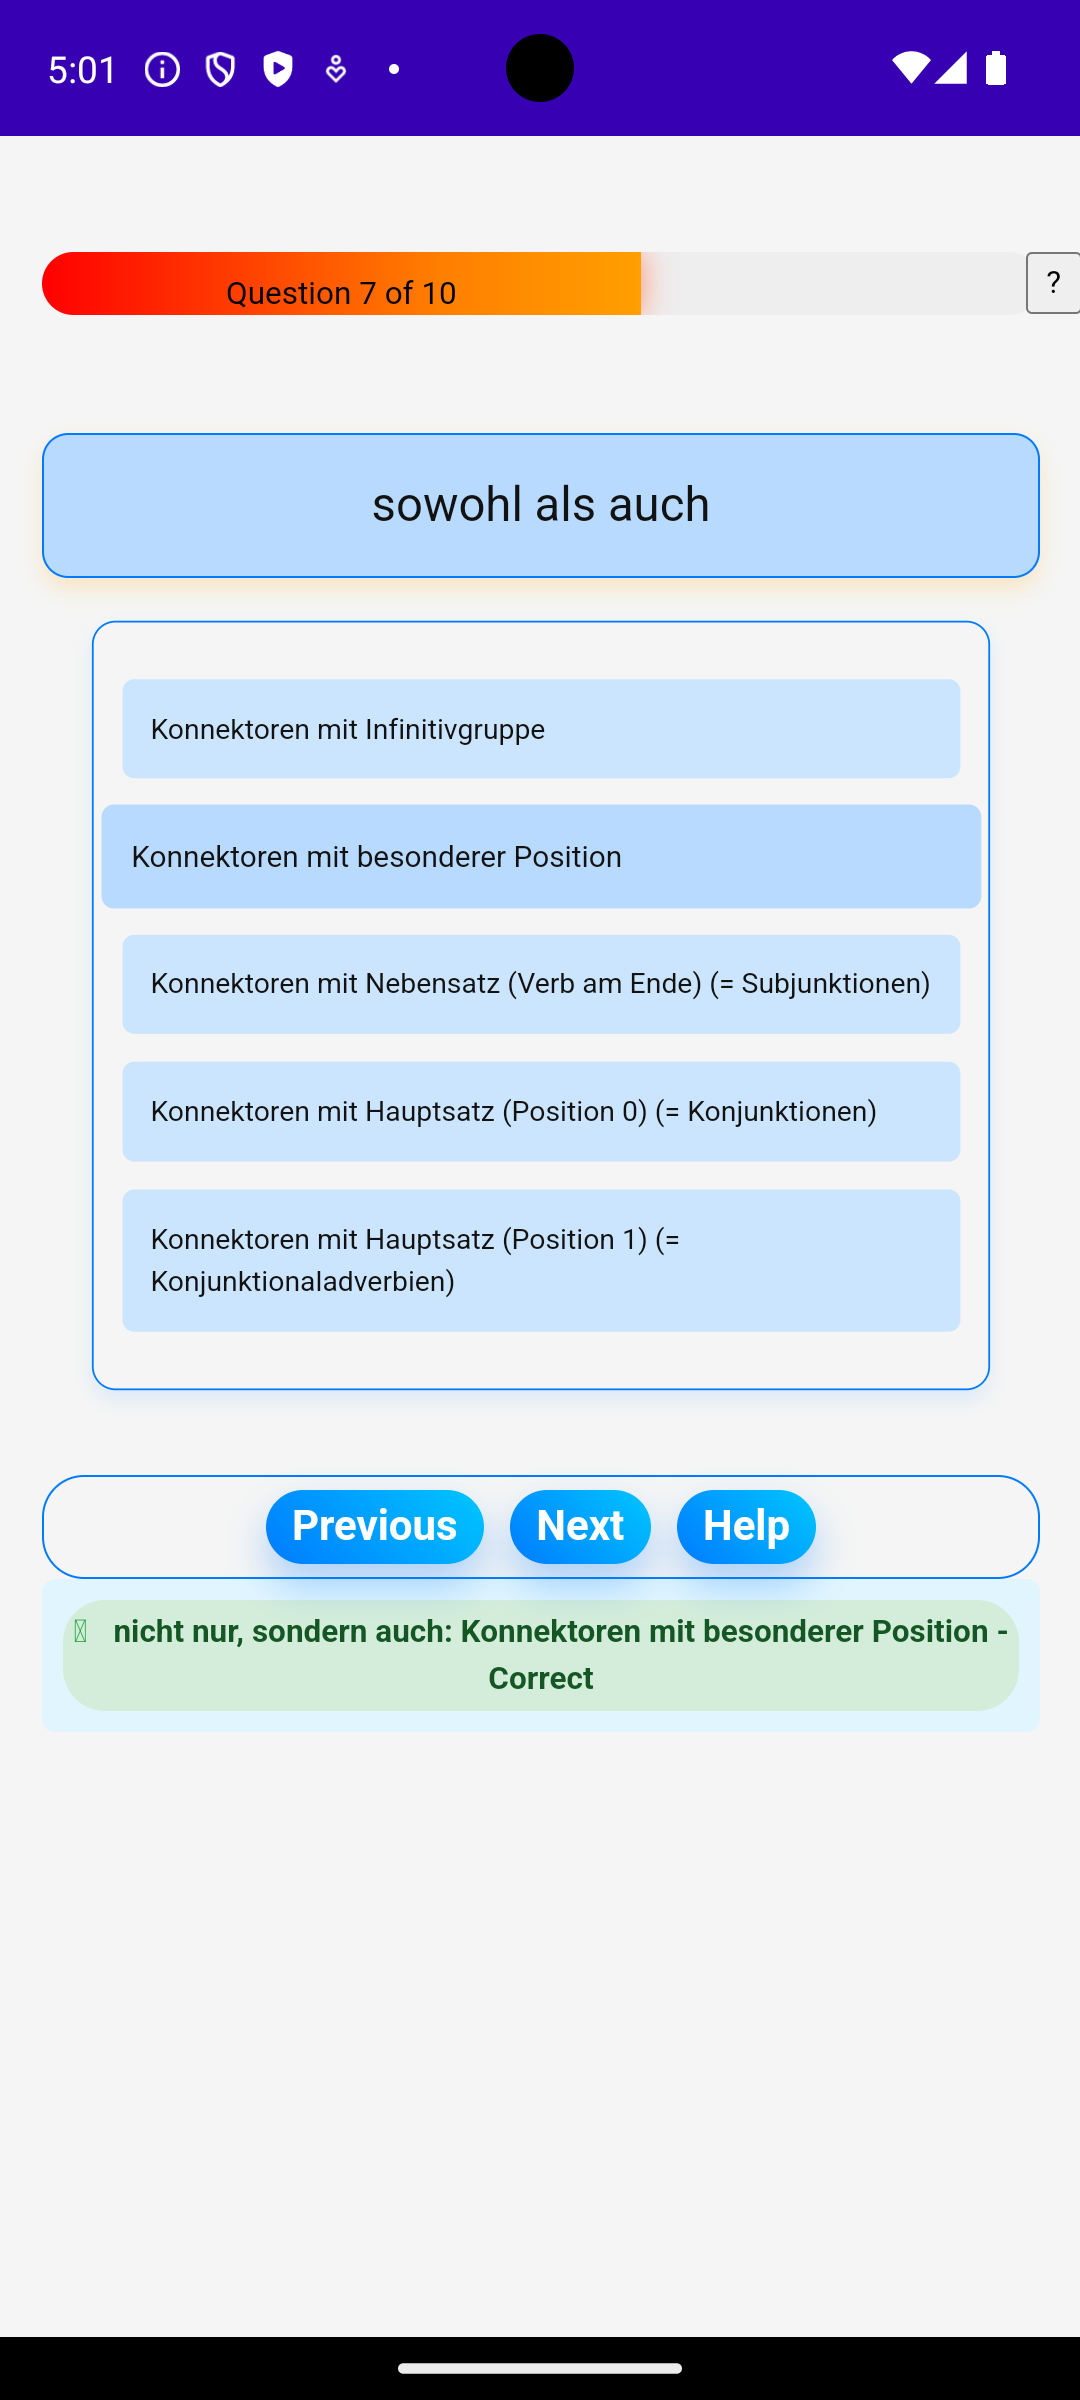 5:01
Question 7 of 10
?
sowohl als auch
Konnektoren mit Infinitivgruppe
Konnektoren mit besonderer Position
Konnektoren mit Nebensatz (Verb am Ende) (= Subjunktionen)
Konnektoren mit Hauptsatz (Position 0) (= Konjunktionen)
Konnektoren mit Hauptsatz (Position 1) (=
Konjunktionaladverbien)
Previous Next Help
nicht nur, sondern auch: Konnektoren mit besonderer Position -
Correct